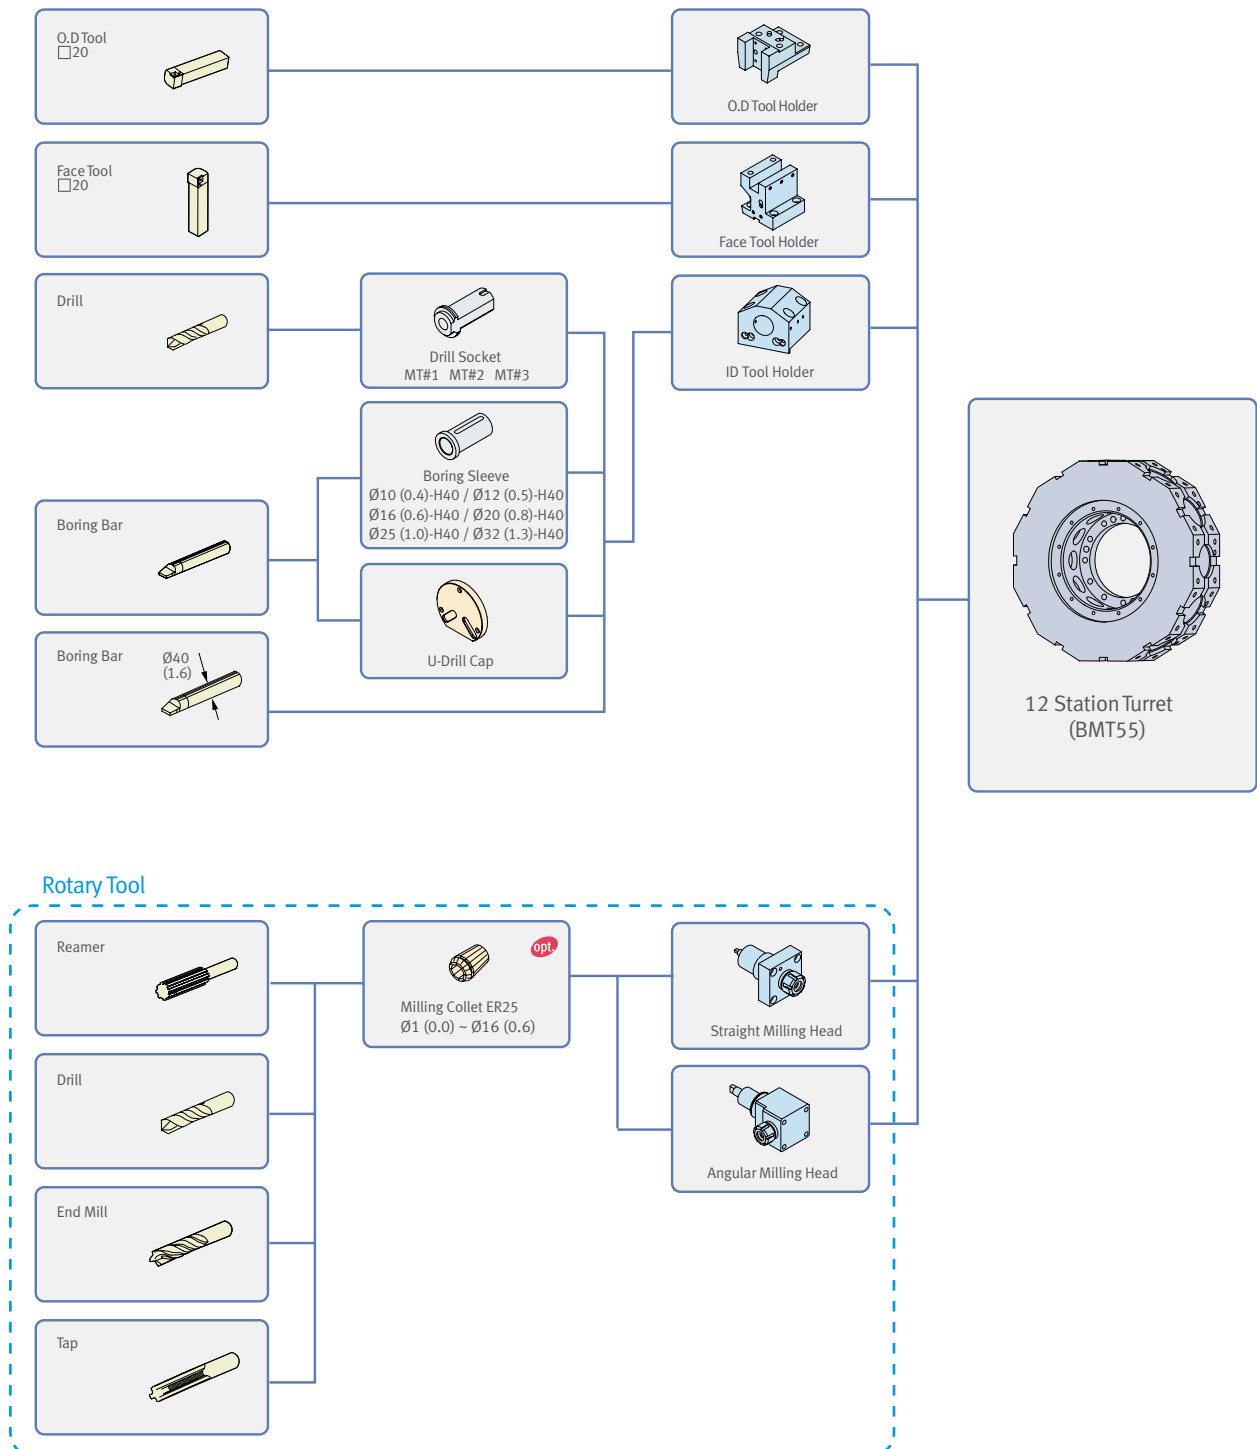 O.D Tool
□20
O.D Tool Holder
Face Tool
□20
Face Tool Holder
Drill
Drill Socket
MT#1 MT#2 MT#3
ID Tool Holder
Boring Sleeve
Ø10 (0.4)-H40 / Ø12 (0.5)-H40
Ø16 (0.6)-H40 / Ø20 (0.8)-H40
Ø25 (1.0)-H40 / Ø32 (1.3)-H40
Boring Bar
U-Drill Cap
Boring Bar
Ø40
(1.6)
12 Station Turret
(BMT55)
Rotary Tool
Reamer
opt.
Milling Collet ER25
Ø1 (0.0) ~ Ø16 (0.6)
Straight Milling Head
Drill
Angular Milling Head
End Mill
Tap